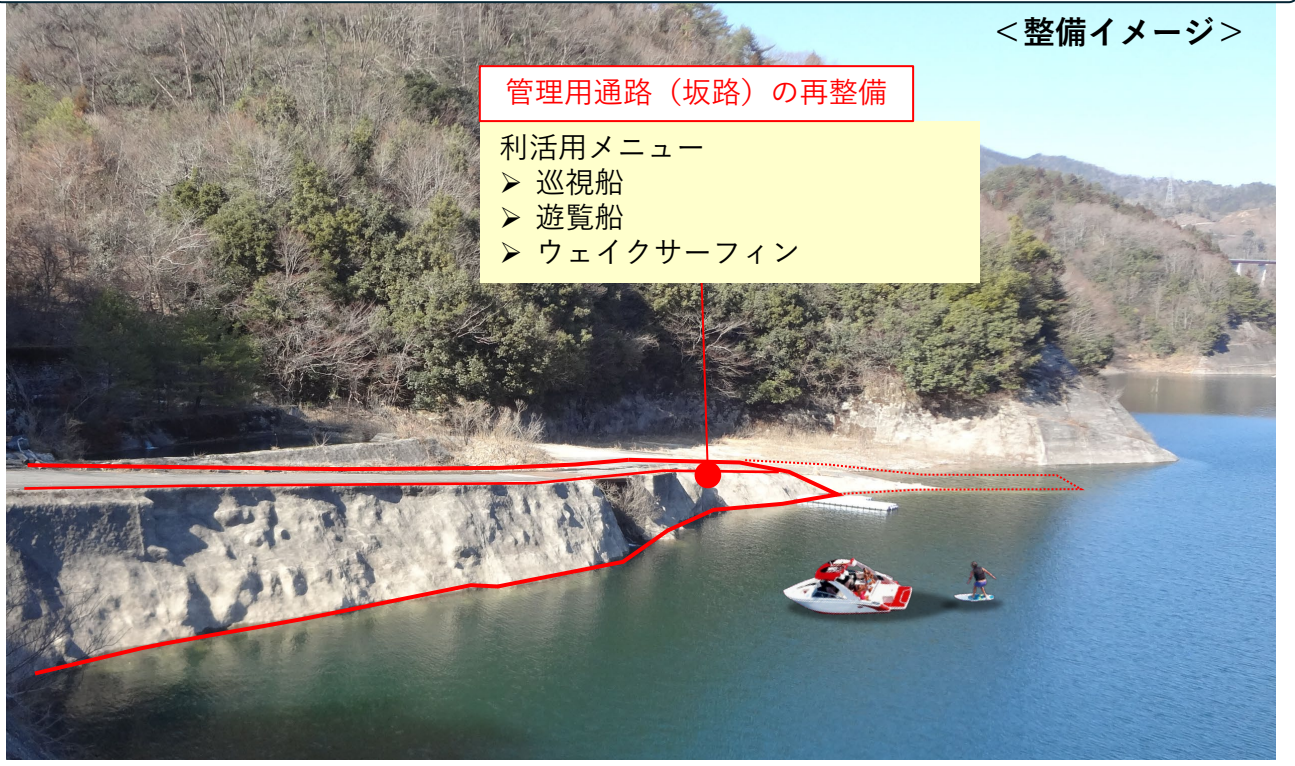 ＜整備イメージ＞
管理用通路（坂路）の再整備
利活用メニュー
➢ 巡視船
➢ 遊覧船
➢ ウェイクサーフィン